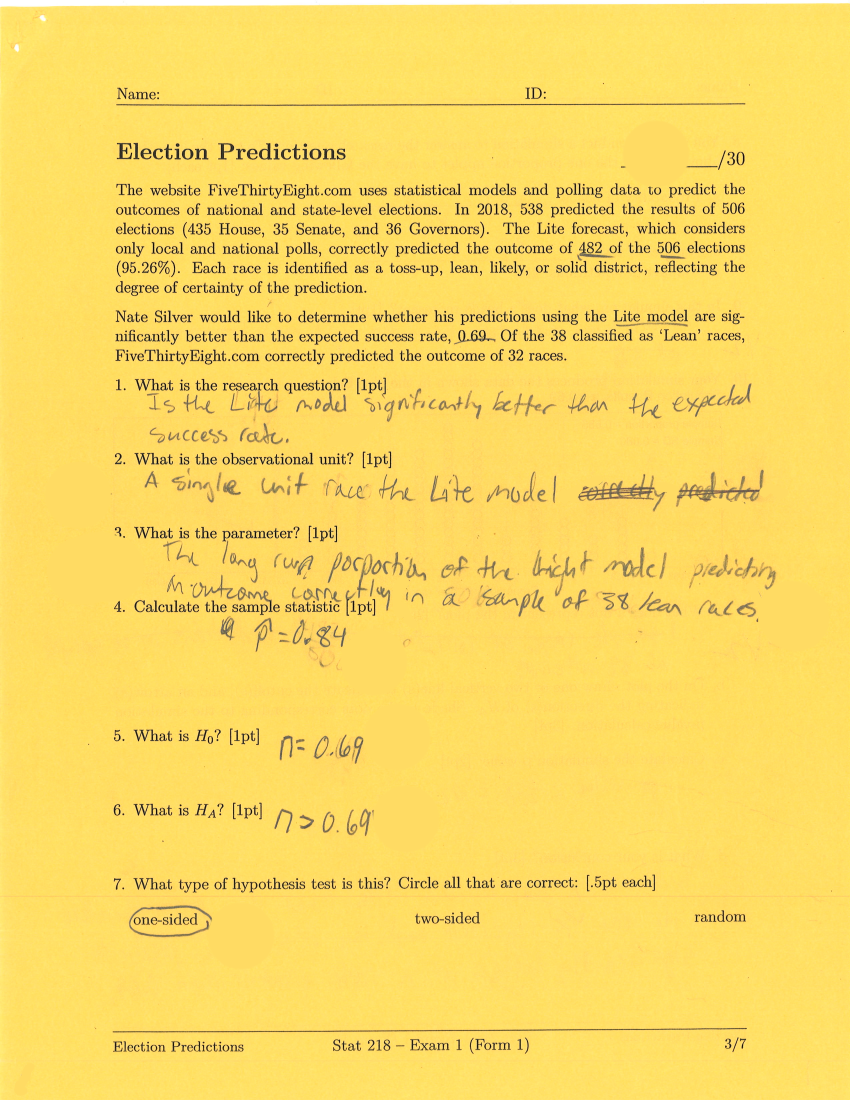 Name: ID:
Election Predictions
___/30
The website FiveThirtyEight.com uses statistical models and polling data to predict the
outcomes of national and state-level elections. In 2018, 538 predicted the results of 506
elections (435 House, 35 Senate, and 36 Governors). The Lite forecast, which considers
only local and national polls, correctly predicted the outcome of 482 of the 506 elections
(95.26%). Each race is identified as a toss-up, lean, likely, or solid district, reflecting the
degree of certainty of the prediction.
Nate Silver would like to determine whether his predictions using the Lite model are sig-
nificantly better than the expected success rate, 0.69. Of the 38 classified as 'Lean' races,
FiveThirtyEight.com correctly predicted the outcome of 32 races.
1. What is the research question? [1pt]
Is the Lite model significantly better than the expected
success rate.
2. What is the observational unit? [1pt]
A single unit race the Lite model correctly predicted
3. What is the parameter? [1pt]
The long run porportion of the model predicting
outcome correctly in a sample of 38 lean races.
4. Calculate the sample statistic [1pt]
p̂ = 0.84
5. What is H₀? [1pt]
π = 0.69
6. What is H_A? [1pt]
π > 0.69
7. What type of hypothesis test is this? Circle all that are correct: [.5pt each]
one-sided two-sided random
Election Predictions Stat 218 – Exam 1 (Form 1) 3/7